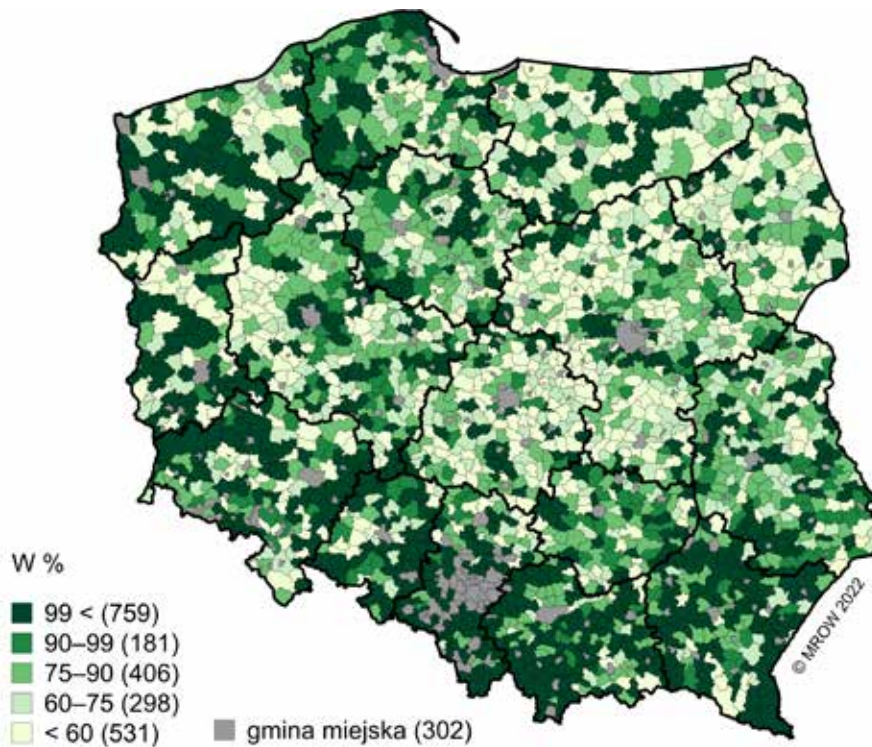 W %
99 < (759)
90–99 (181)
75–90 (406)
60–75 (298)
< 60 (531)
gmina miejska (302)
© MROW 2022